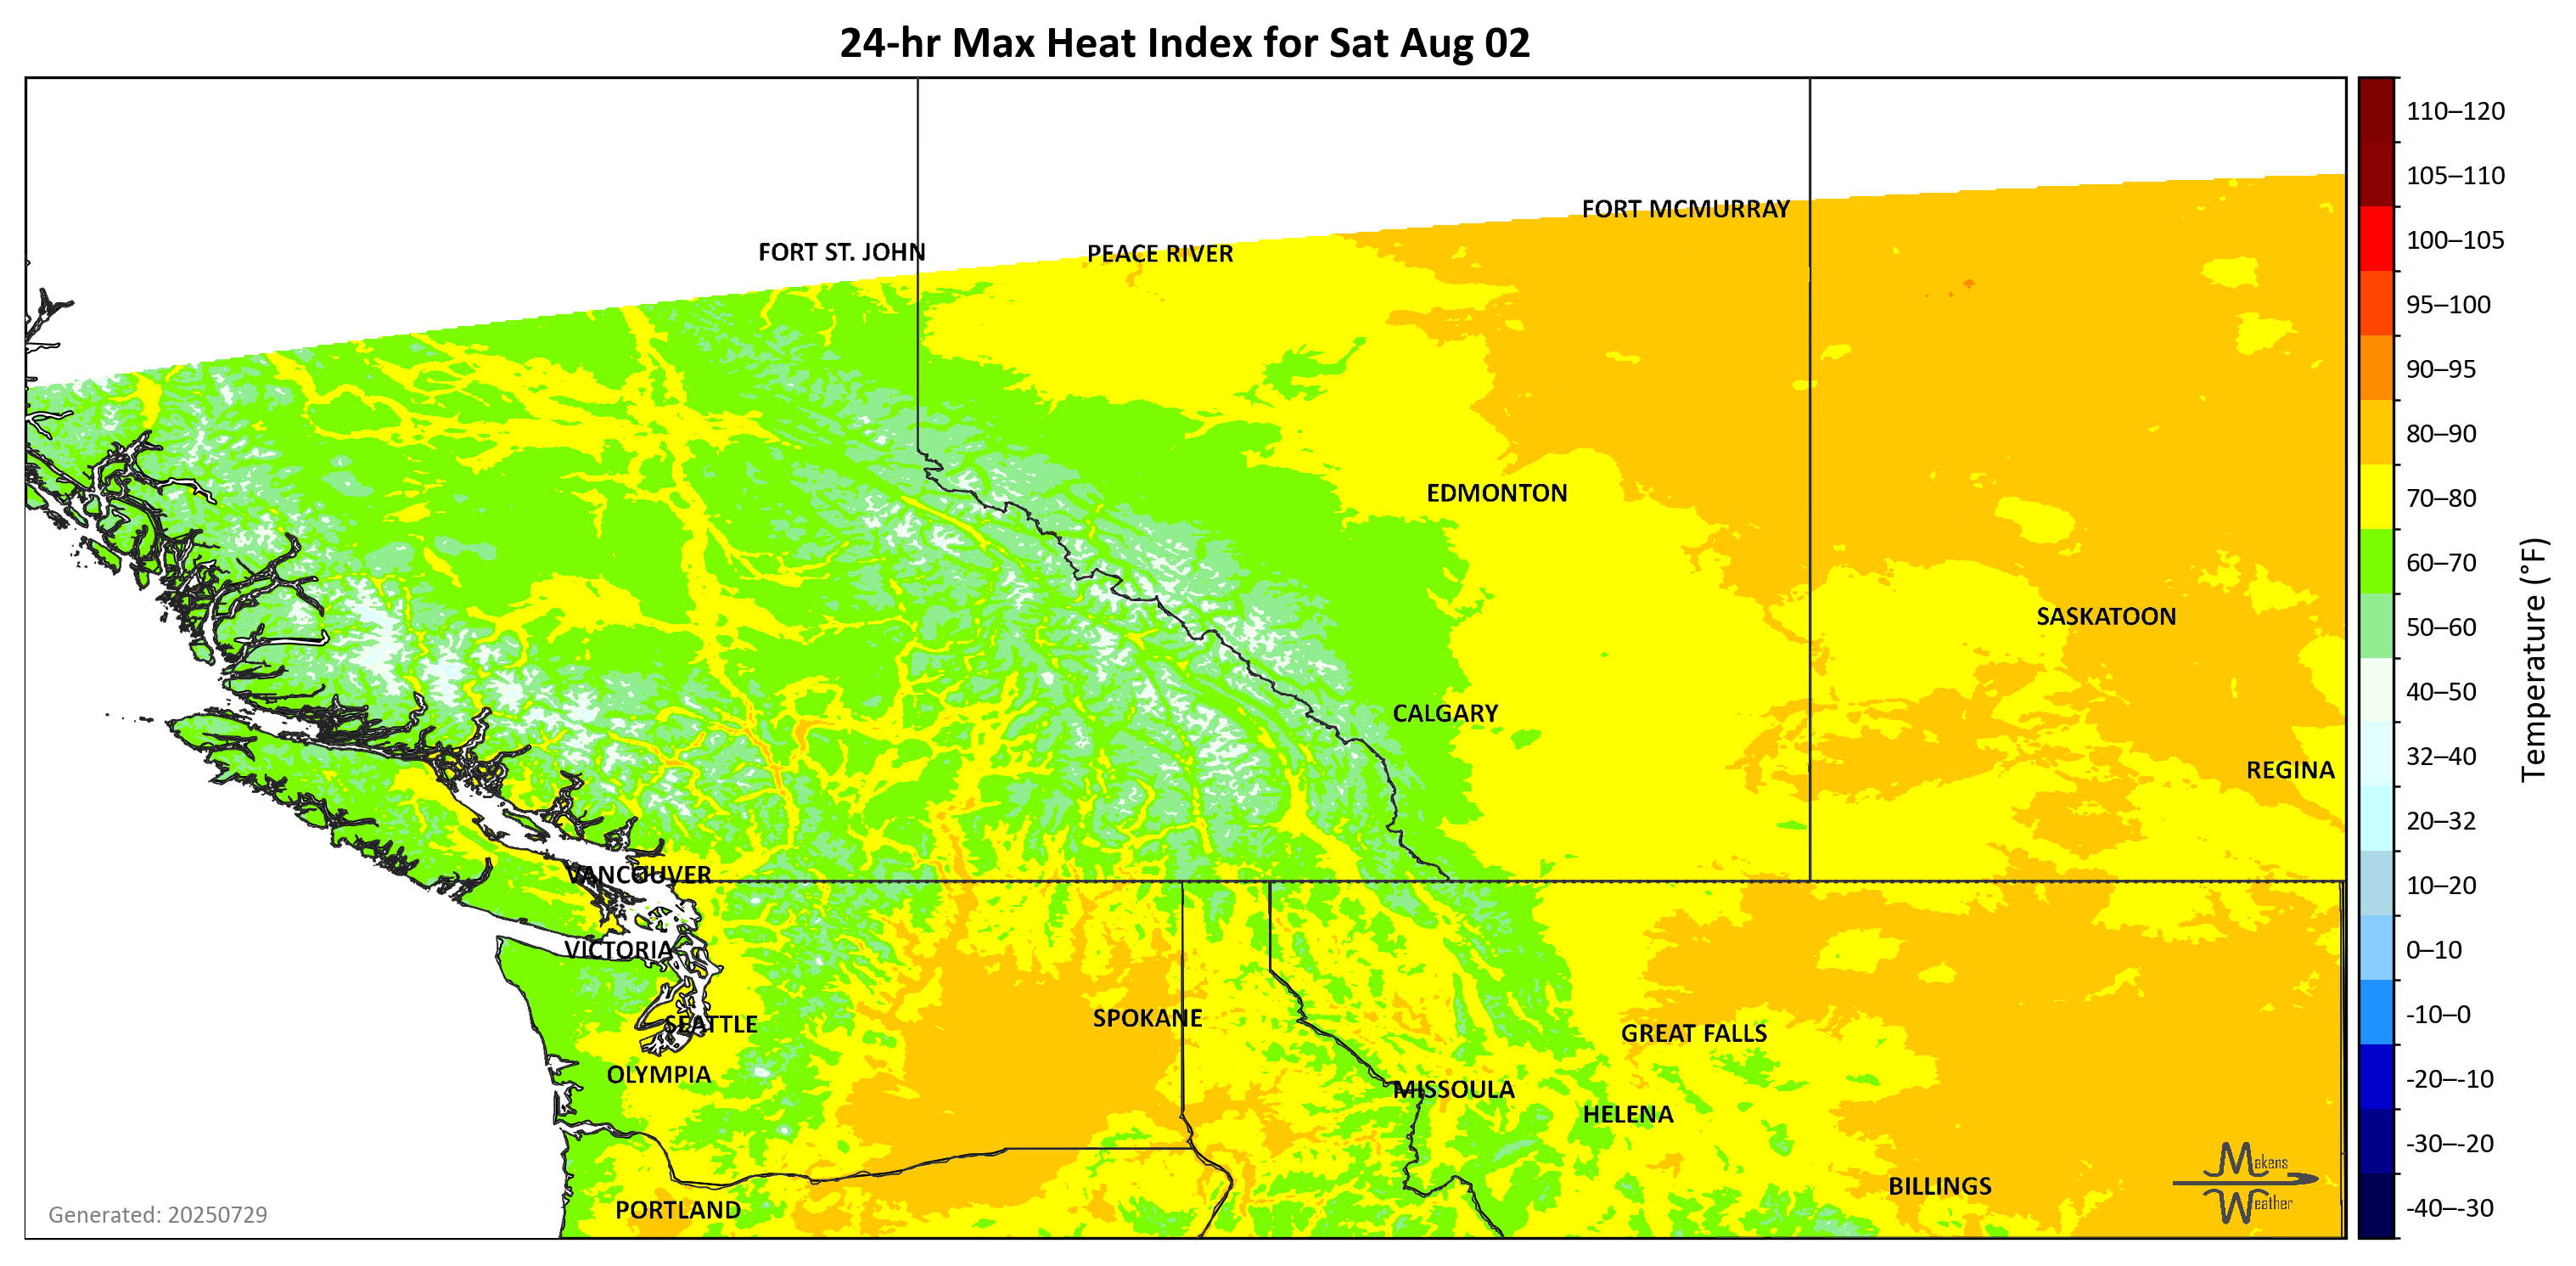 24-hr Max Heat Index for Sat Aug 02
110–120
105–110
FORT MCMURRAY
100–105
FORT ST. JOHN
PEACE RIVER
95–100
90–95
80–90
EDMONTON
70–80
60–70
SASKATOON
50–60
40–50
CALGARY
32–40
REGINA
Temperature (°F)
20–32
VANCOUVER
10–20
VICTORIA
0–10
SPOKANE
-10–0
SEATTLE
GREAT FALLS
OLYMPIA
-20–-10
MISSOULA
HELENA
-30–-20
Makens
Weather
BILLINGS
PORTLAND
-40–-30
Generated: 20250729